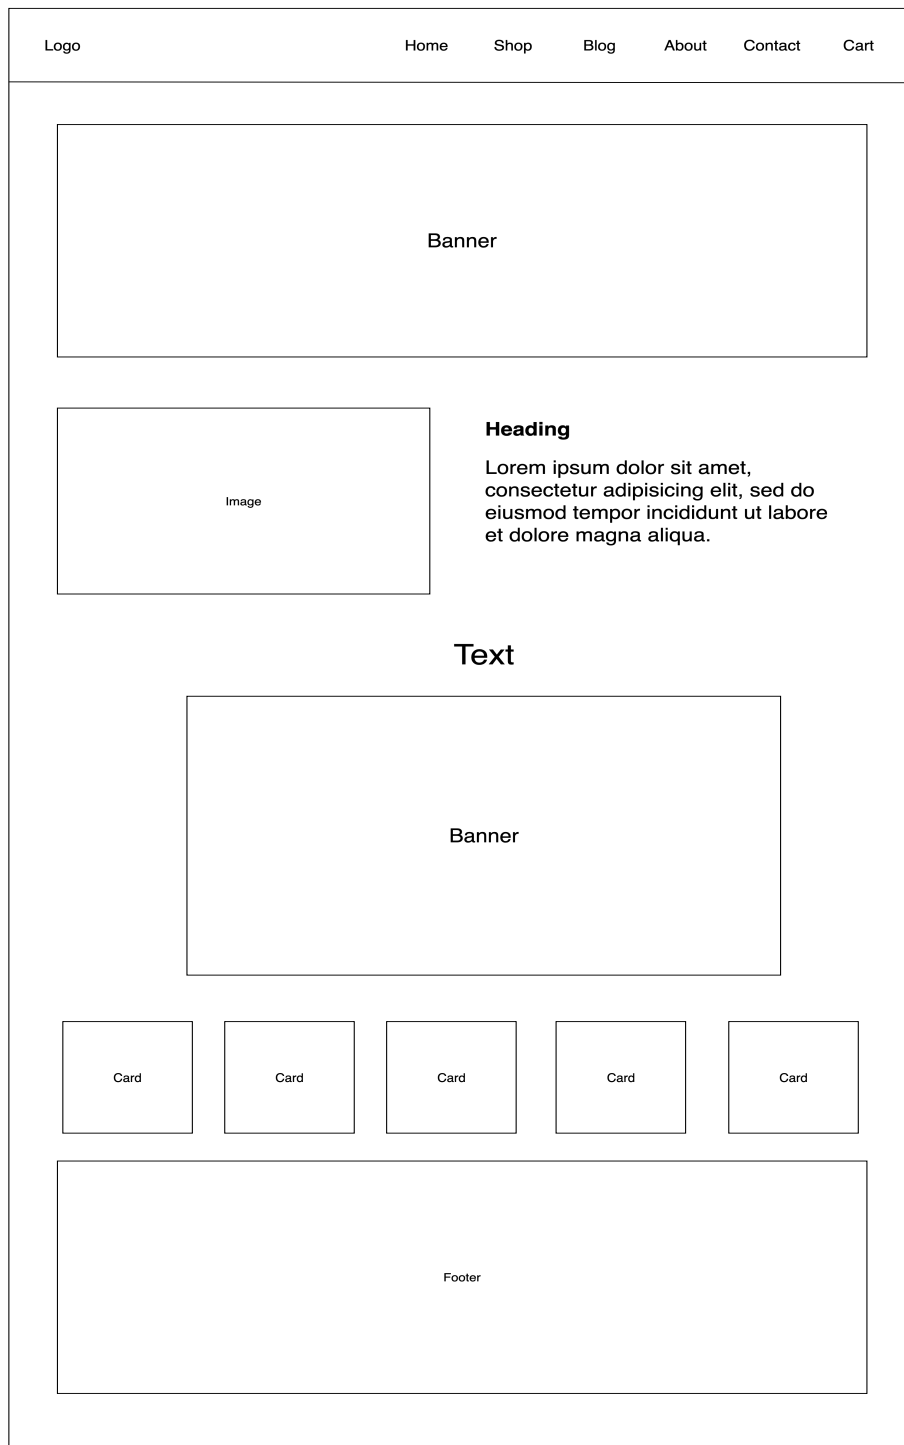 Logo Home Shop Blog About Contact Cart
Banner
Image
Heading
Lorem ipsum dolor sit amet,
consectetur adipisicing elit, sed do
eiusmod tempor incididunt ut labore
et dolore magna aliqua.
Text
Banner
Card Card Card Card Card
Footer